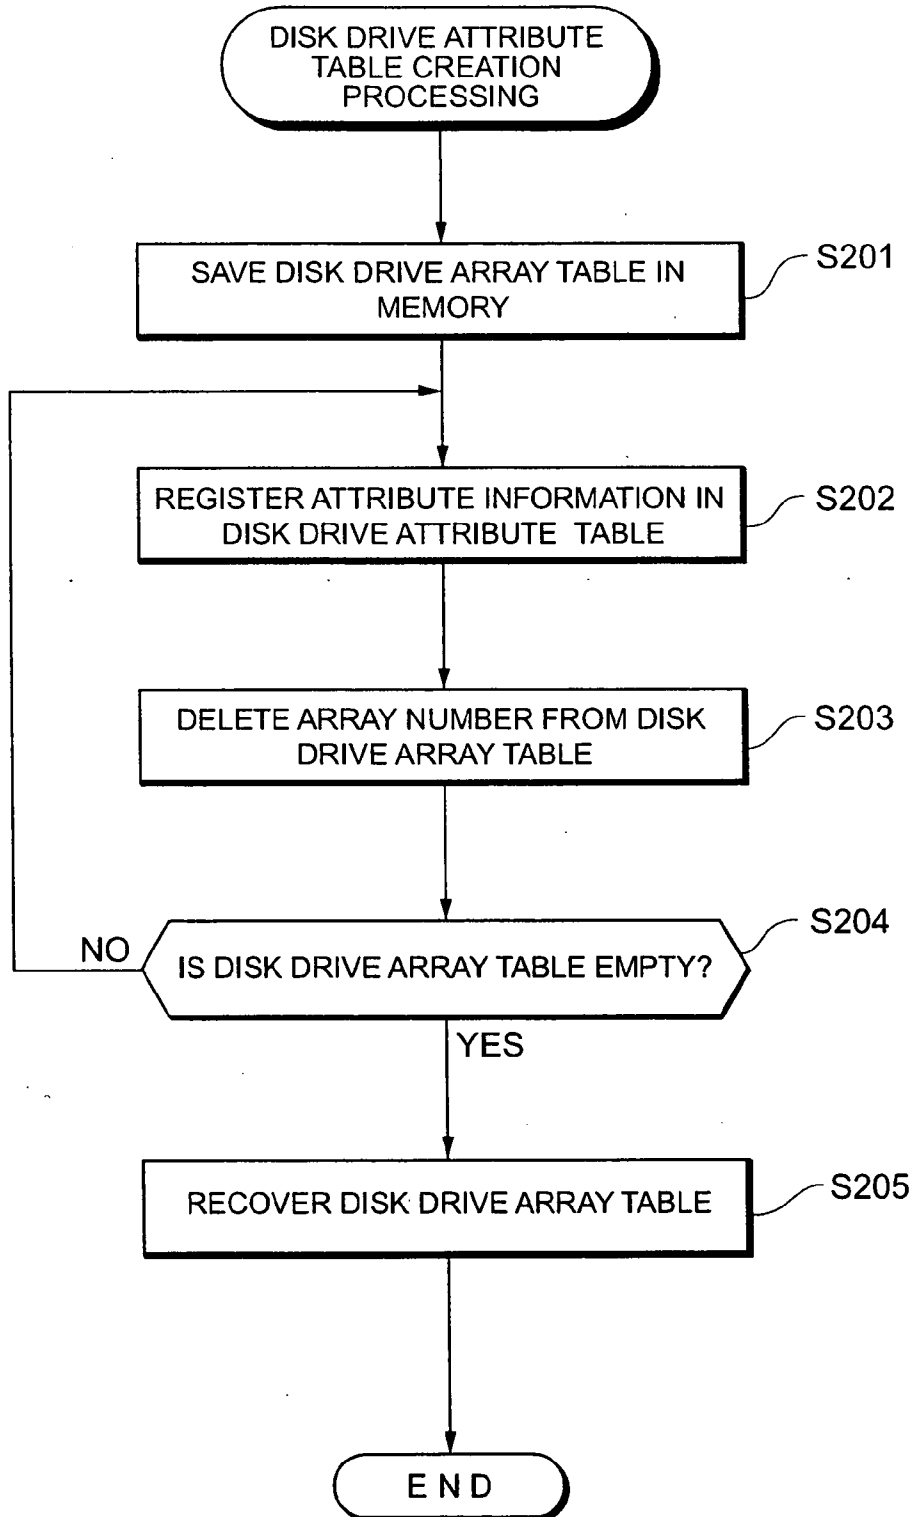 DISK DRIVE ATTRIBUTE
TABLE CREATION
PROCESSING
SAVE DISK DRIVE ARRAY TABLE IN
MEMORY
S201
REGISTER ATTRIBUTE INFORMATION IN
DISK DRIVE ATTRIBUTE TABLE
S202
DELETE ARRAY NUMBER FROM DISK
DRIVE ARRAY TABLE
S203
IS DISK DRIVE ARRAY TABLE EMPTY?
S204
NO
YES
RECOVER DISK DRIVE ARRAY TABLE
S205
END